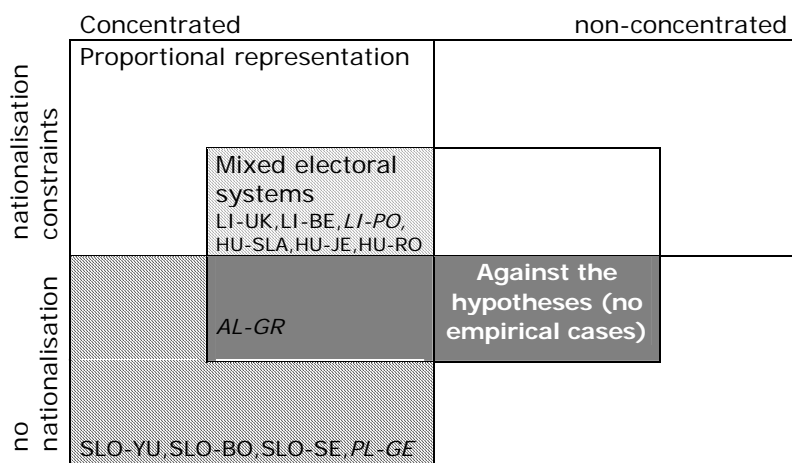 Concentrated
non-concentrated
nationalisation
constraints
Proportional representation
Mixed electoral
systems
LI-UK,LI-BE,LI-PO,
HU-SLA,HU-JE,HU-RO
no
nationalisation
AL-GR
Against the
hypotheses (no
empirical cases)
SLO-YU,SLO-BO,SLO-SE,PL-GE